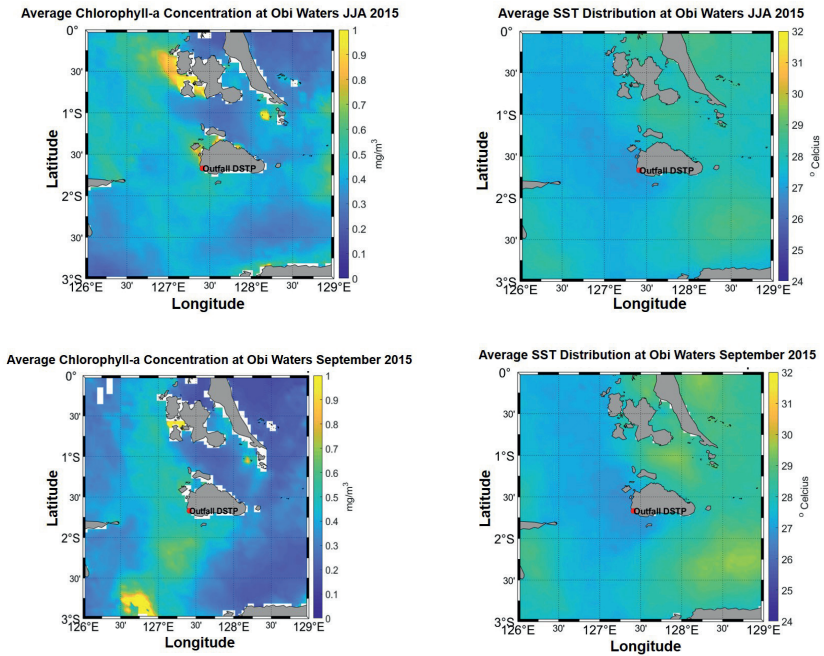 Average Chlorophyll-a Concentration at Obi Waters JJA 2015
0°
30'
1°S
30'
2°S
30'
3°S
Latitude
126°E
30'
127°E
30'
128°E
30'
129°E
Longitude
Outfall DSTP
1
0.9
0.8
0.7
0.6
0.5
0.4
0.3
0.2
0.1
0
mg/m³
Average SST Distribution at Obi Waters JJA 2015
0°
30'
1°S
30'
2°S
30'
3°S
Latitude
126°E
30'
127°E
30'
128°E
30'
129°E
Longitude
Outfall DSTP
32
31
30
29
28
27
26
25
24
° Celcius
Average Chlorophyll-a Concentration at Obi Waters September 2015
0°
30'
1°S
30'
2°S
30'
3°S
Latitude
126°E
30'
127°E
30'
128°E
30'
129°E
Longitude
Outfall DSTP
1
0.9
0.8
0.7
0.6
0.5
0.4
0.3
0.2
0.1
0
mg/m³
Average SST Distribution at Obi Waters September 2015
0°
30'
1°S
30'
2°S
30'
3°S
Latitude
126°E
30'
127°E
30'
128°E
30'
129°E
Longitude
Outfall DSTP
32
31
30
29
28
27
26
25
24
° Celcius